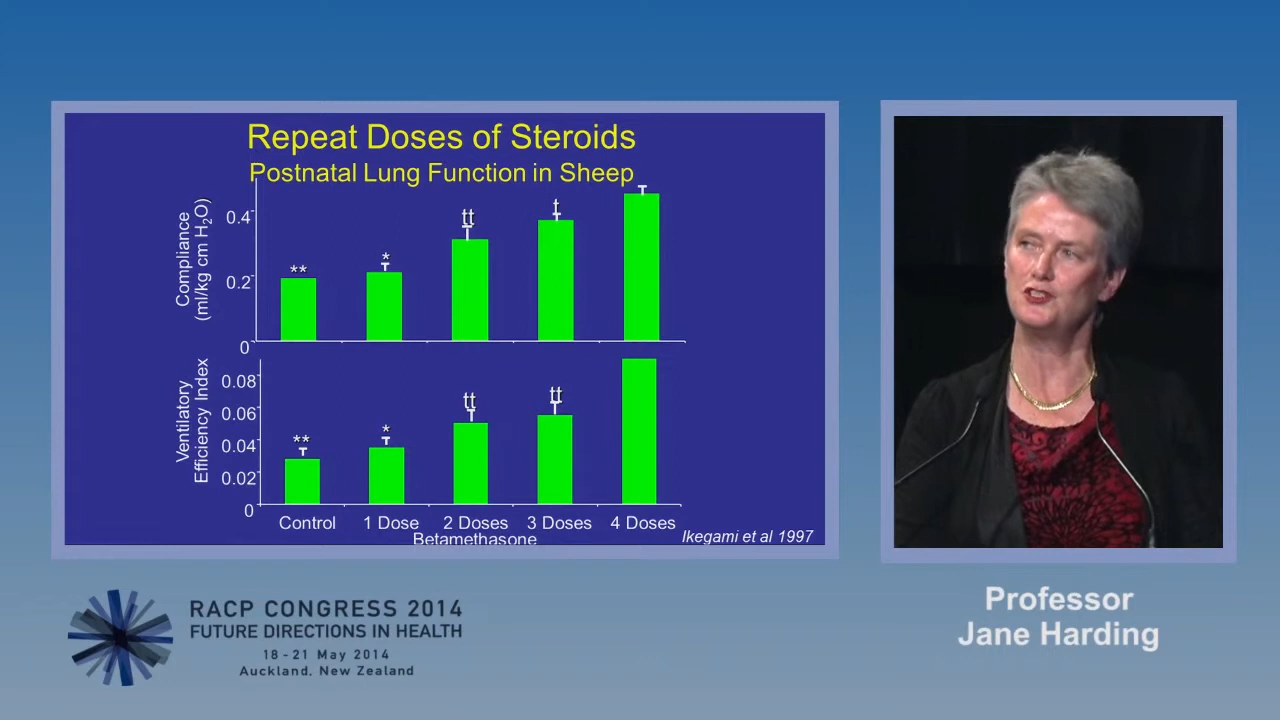 Repeat Doses of Steroids
Postnatal Lung Function in Sheep
Compliance
(ml/kg cm H₂O)
0.4
0.2
0
**
*
††
†
Ventilatory
Efficiency Index
0.08
0.06
0.04
0.02
0
**
*
††
††
Control
1 Dose
2 Doses
3 Doses
4 Doses
Betamethasone
Ikegami et al 1997
RACP CONGRESS 2014
FUTURE DIRECTIONS IN HEALTH
18 - 21 May 2014
Auckland, New Zealand
Professor
Jane Harding